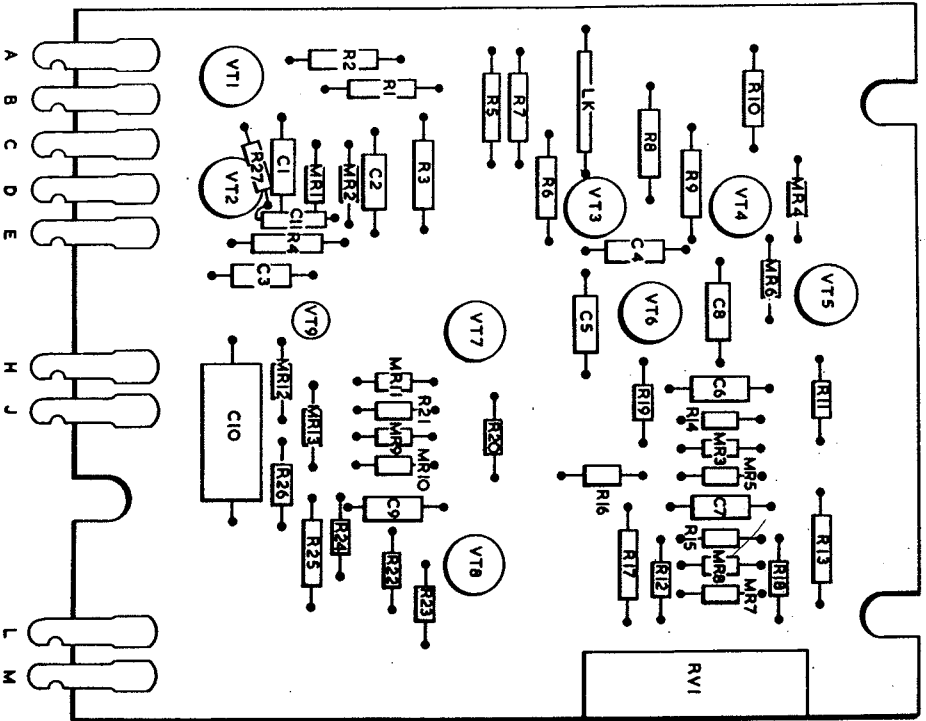 A
B
C
D
E
H
J
L
M
VT1
R2
R1
R5
R7
LK
R8
R10
R27
VT2
C1
MR1
MR2
C2
R3
R6
VT3
R9
VT4
MR4
C11
R4
C3
C4
MR6
VT5
VT9
VT7
C5
VT6
C8
C10
MR12
MR13
MR11
R21
MR9
MR10
R20
R19
C6
R14
MR3
MR5
R11
R26
R25
R24
C9
R22
R23
VT8
R16
R17
R12
C7
R15
MR8
MR7
R18
R13
RV1